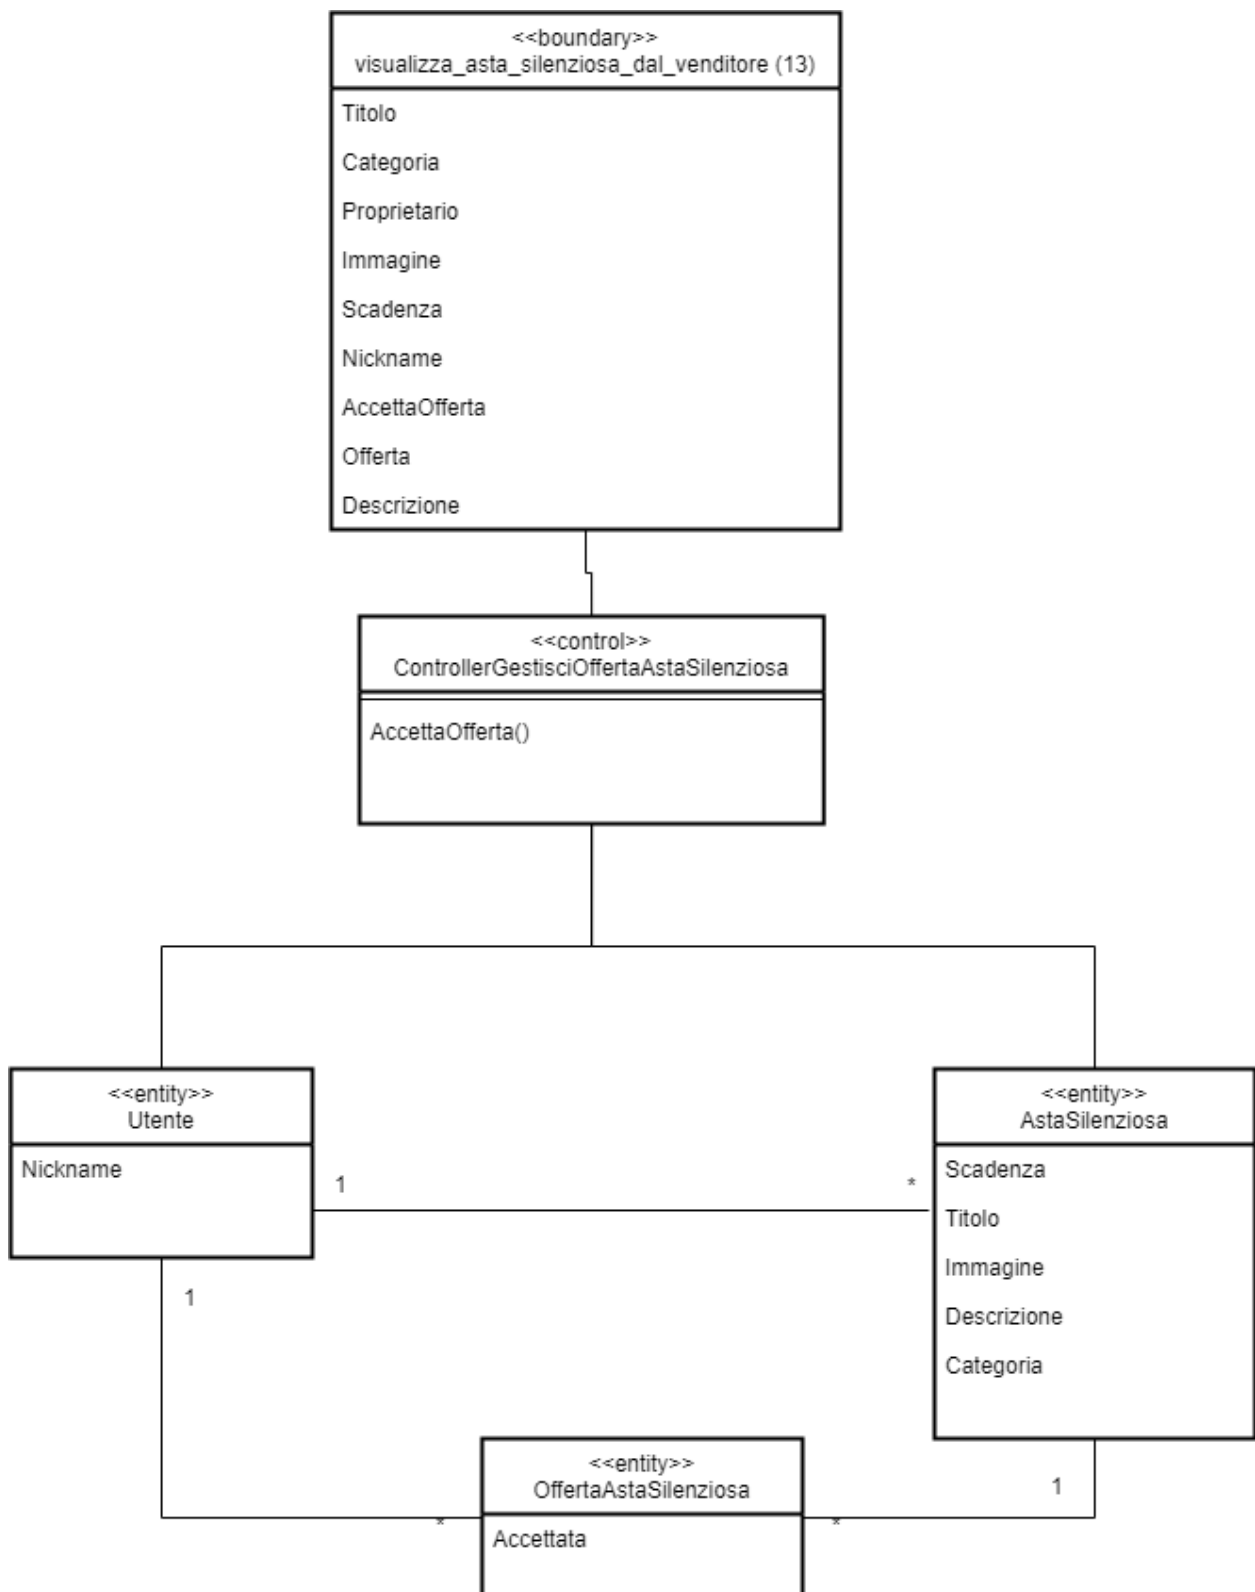 <<boundary>>
visualizza_asta_silenziosa_dal_venditore (13)
Titolo
Categoria
Proprietario
Immagine
Scadenza
Nickname
AccettaOfferta
Offerta
Descrizione
<<control>>
ControllerGestisciOffertaAstaSilenziosa
AccettaOfferta()
<<entity>>
Utente
Nickname
1
*
<<entity>>
AstaSilenziosa
Scadenza
Titolo
Immagine
Descrizione
Categoria
1
1
*
<<entity>>
OffertaAstaSilenziosa
Accettata
*